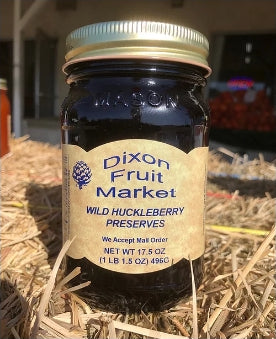 MASON
Dixon
Fruit
Market
WILD HUCKLEBERRY
PRESERVES
We Accept Mail Order
NET WT 17.5 OZ
(1 LB 1.5 OZ) 496G